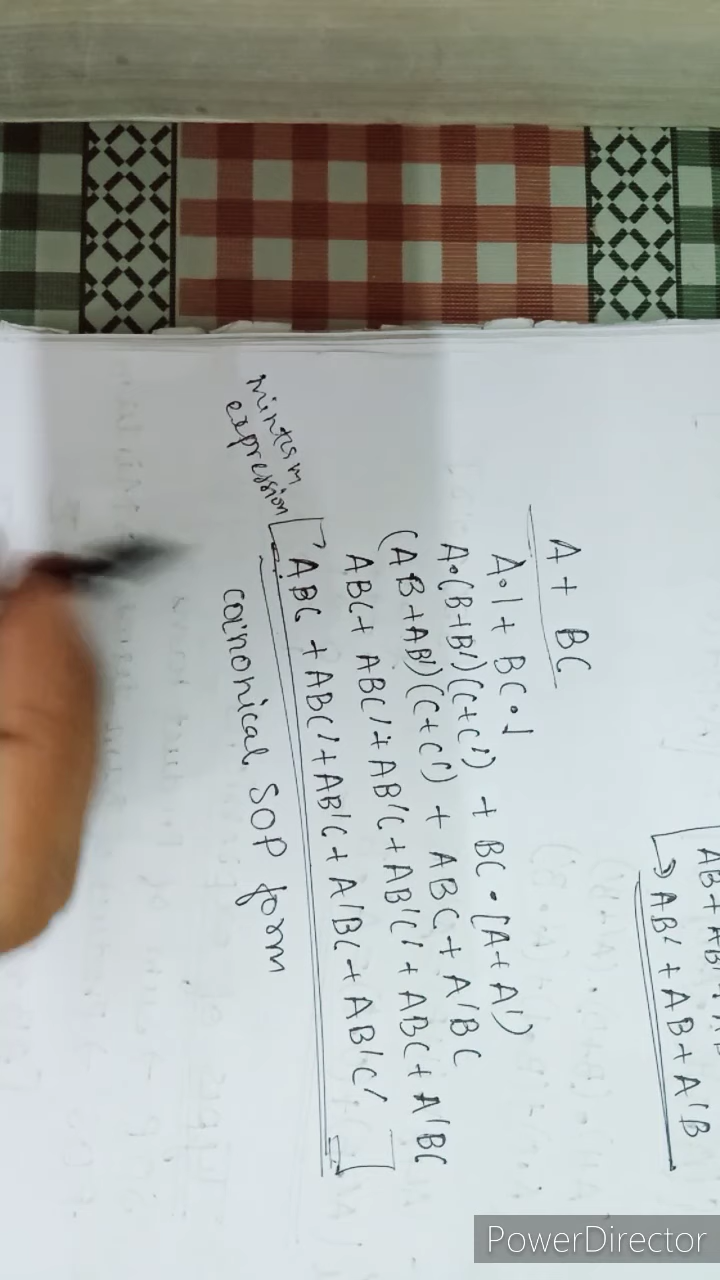 AB + AB'
AB' + AB + A'B
A + BC
A•1 + BC•1
A•(B+B')(C+C') + BC•[A+A')
(AB+AB')(C+C') + ABC + A'BC
ABC + ABC' + AB'C + AB'C' + ABC + A'BC
ABC + ABC' + AB'C + A'BC + AB'C'
expression
canonical SOP form
PowerDirector